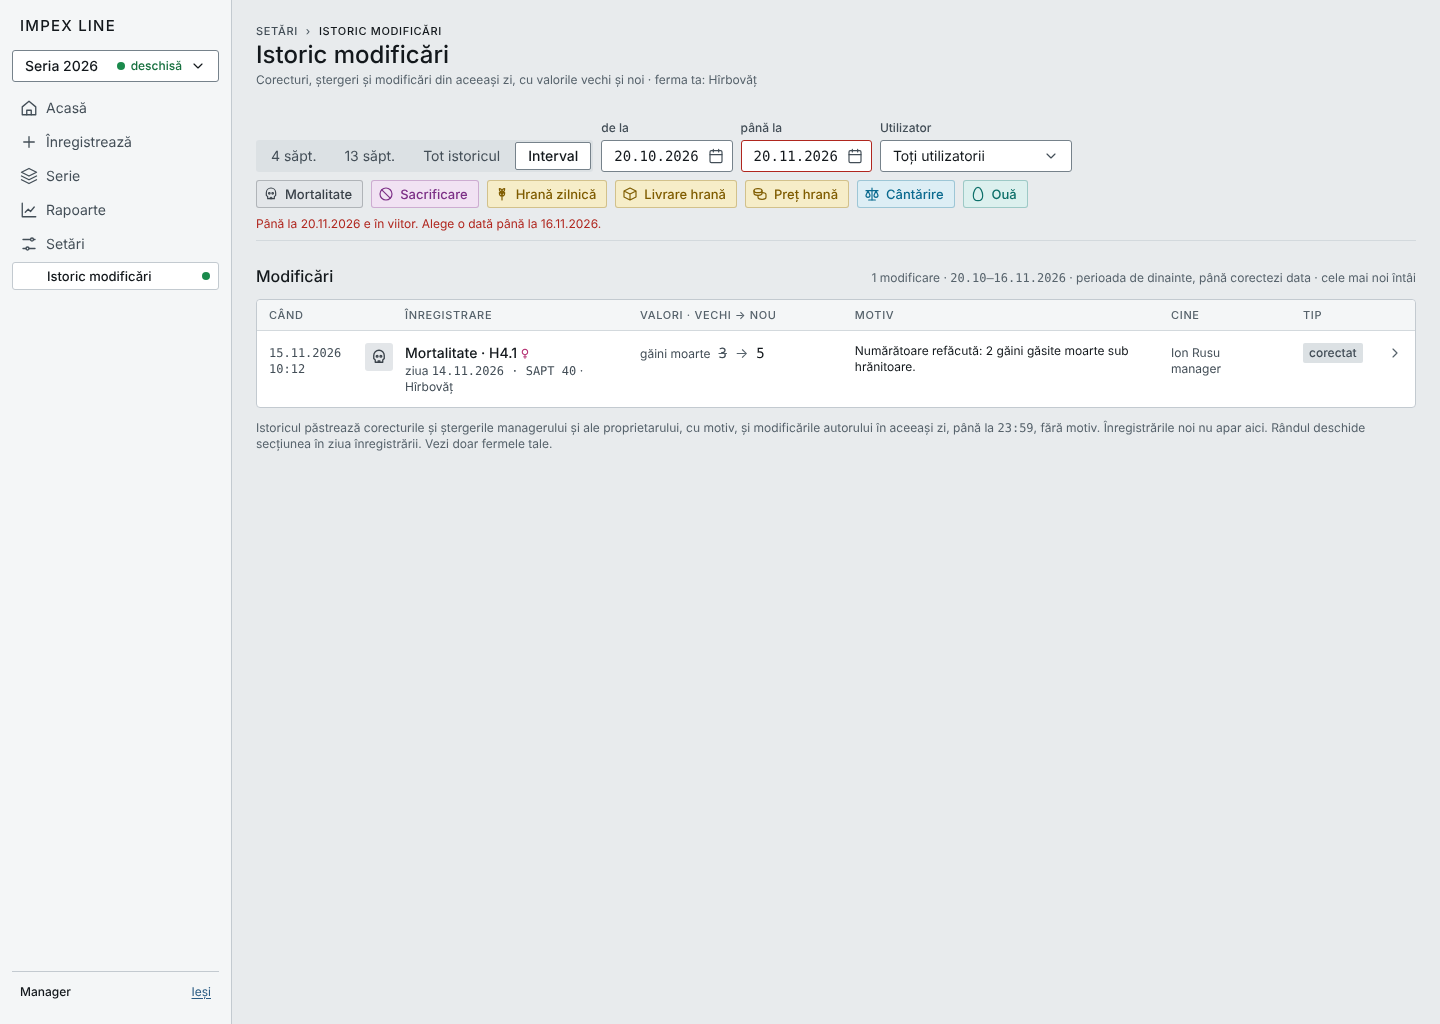 IMPEX LINE
Seria 2026 deschisă
Acasă
Înregistrează
Serie
Rapoarte
Setări
Istoric modificări
Manager Ieși
SETĂRI › ISTORIC MODIFICĂRI
Istoric modificări
Corecturi, ștergeri și modificări din aceeași zi, cu valorile vechi și noi · ferma ta: Hîrbovăț
de la până la Utilizator
4 săpt. 13 săpt. Tot istoricul Interval 20.10.2026 20.11.2026 Toți utilizatorii
Mortalitate Sacrificare Hrană zilnică Livrare hrană Preț hrană Cântărire Ouă
Până la 20.11.2026 e în viitor. Alege o dată până la 16.11.2026.
Modificări 1 modificare · 20.10–16.11.2026 · perioada de dinainte, până corectezi data · cele mai noi întâi
CÂND ÎNREGISTRARE VALORI · VECHI → NOU MOTIV CINE TIP
15.11.2026
10:12
Mortalitate · H4.1 ♀
ziua 14.11.2026 · SAPT 40 ·
Hîrbovăț
găini moarte 3 → 5
Numărătoare refăcută: 2 găini găsite moarte sub
hrănitoare.
Ion Rusu
manager
corectat
Istoricul păstrează corecturile și ștergerile managerului și ale proprietarului, cu motiv, și modificările autorului în aceeași zi, până la 23:59, fără motiv. Înregistrările noi nu apar aici. Rândul deschide
secțiunea în ziua înregistrării. Vezi doar fermele tale.